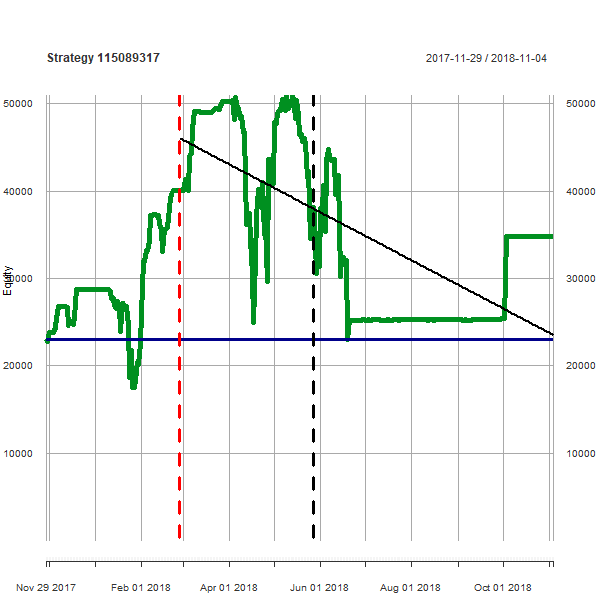 Strategy 115089317
2017-11-29 / 2018-11-04
50000
50000
40000
40000
30000
30000
20000
20000
10000
10000
Equity
Nov 29 2017
Feb 01 2018
Apr 01 2018
Jun 01 2018
Aug 01 2018
Oct 01 2018